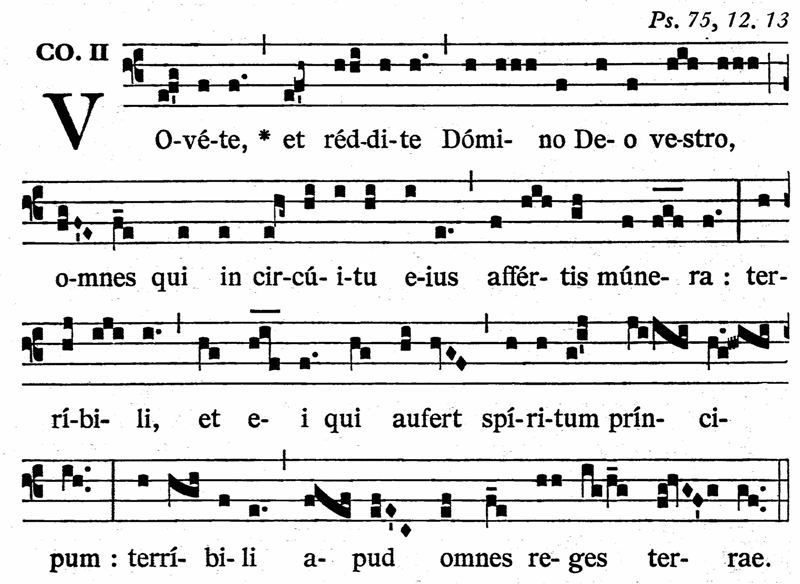 Ps. 75, 12. 13
CO. II
VO-vé-te, * et réd-di-te Dómi- no De- o ve-stro,
o-mnes qui in cir-cú- i-tu e-ius affér- tis múne- ra : ter-
rí-bi- li, et e- i qui aufert spí-ri-tum prín- ci-
pum : terrí- bi- li a- pud omnes re- ges ter- rae.